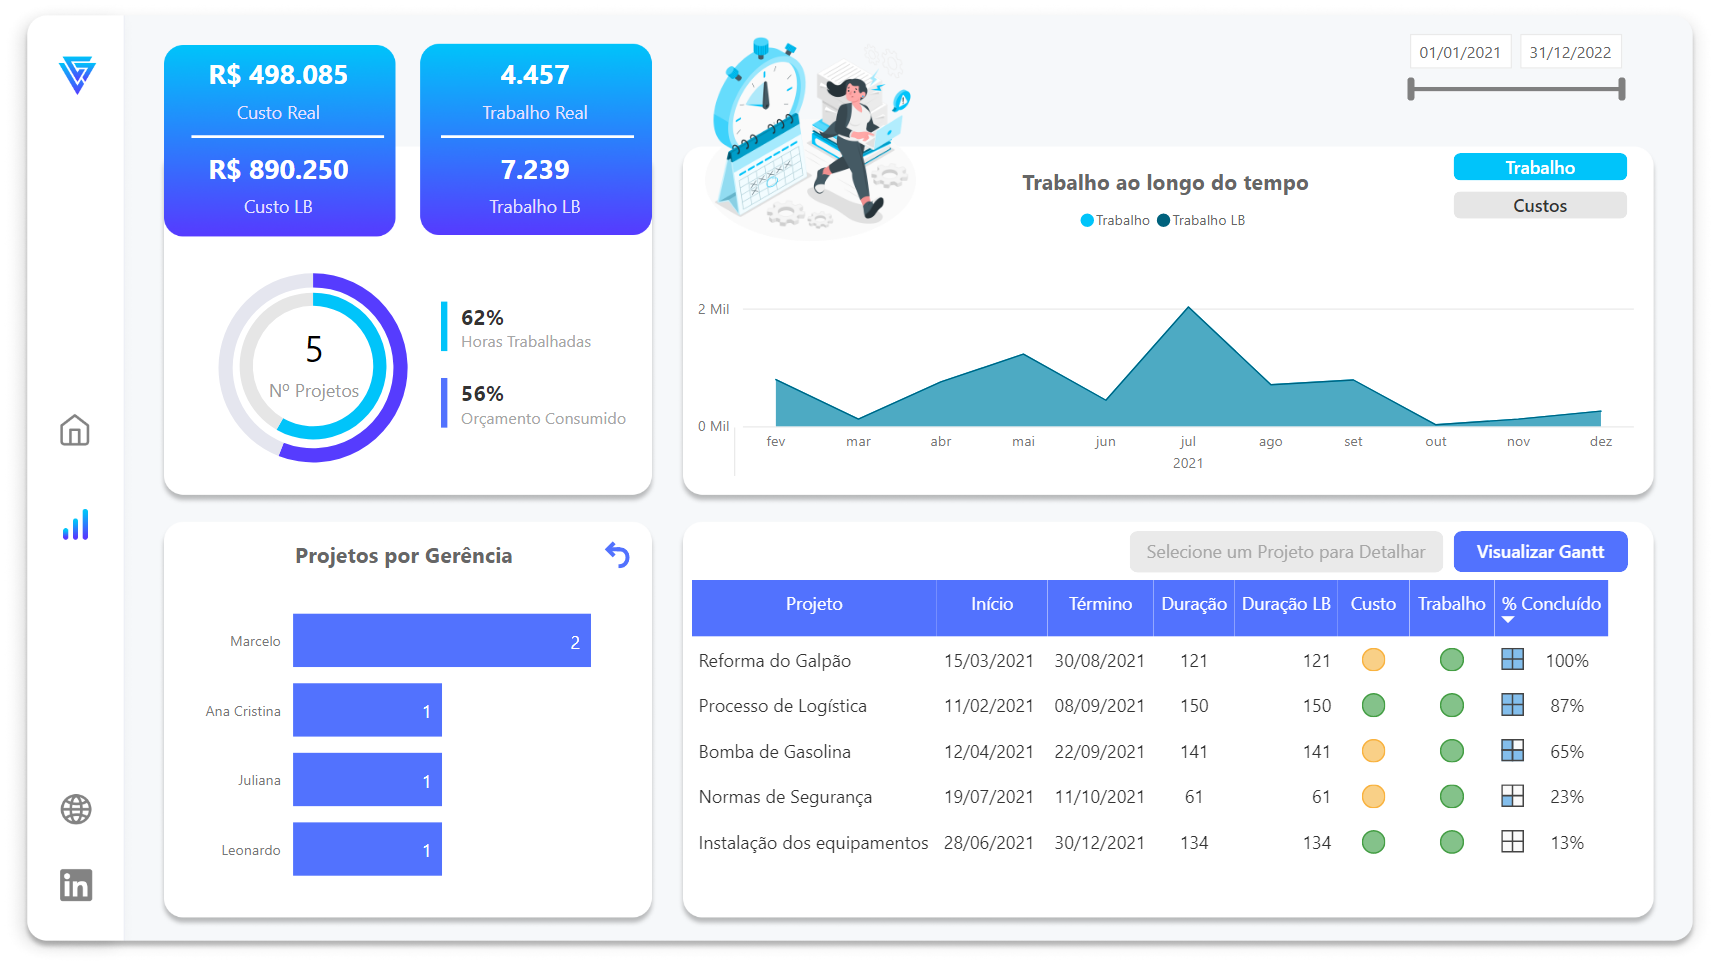 R$ 498.085
Custo Real
R$ 890.250
Custo LB
4.457
Trabalho Real
7.239
Trabalho LB
01/01/2021
31/12/2022
5
Nº Projetos
62%
Horas Trabalhadas
56%
Orçamento Consumido
Trabalho ao longo do tempo
Trabalho Trabalho LB
Trabalho
Custos
2 Mil
0 Mil
fev mar abr mai jun jul ago set out nov dez
2021
Projetos por Gerência
Marcelo 2
Ana Cristina 1
Juliana 1
Leonardo 1
Selecione um Projeto para Detalhar
Visualizar Gantt
Projeto Início Término Duração Duração LB Custo Trabalho % Concluído
Reforma do Galpão 15/03/2021 30/08/2021 121 121 100%
Processo de Logística 11/02/2021 08/09/2021 150 150 87%
Bomba de Gasolina 12/04/2021 22/09/2021 141 141 65%
Normas de Segurança 19/07/2021 11/10/2021 61 61 23%
Instalação dos equipamentos 28/06/2021 30/12/2021 134 134 13%
in